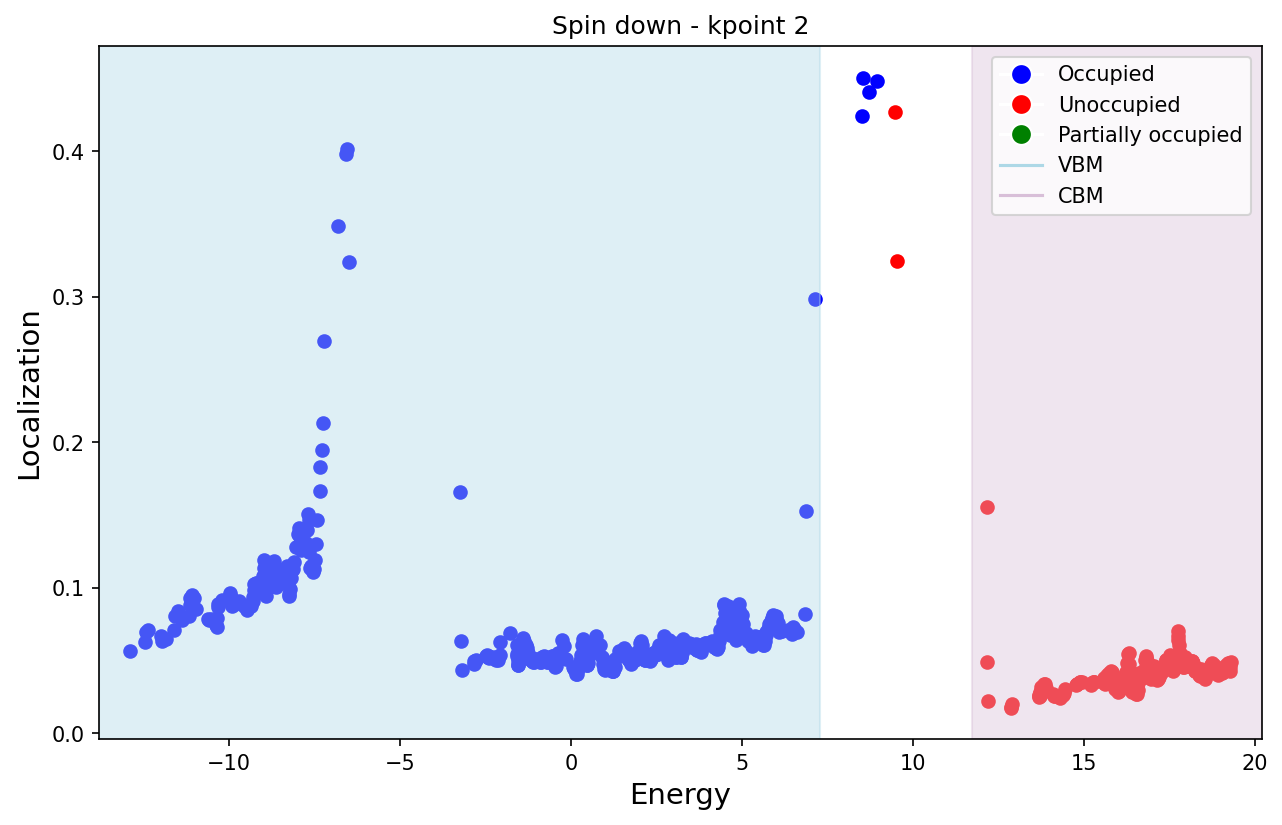 Spin down - kpoint 2
Localization
0.4
0.3
0.2
0.1
0.0
Occupied
Unoccupied
Partially occupied
VBM
CBM
−10
−5
0
5
10
15
20
Energy